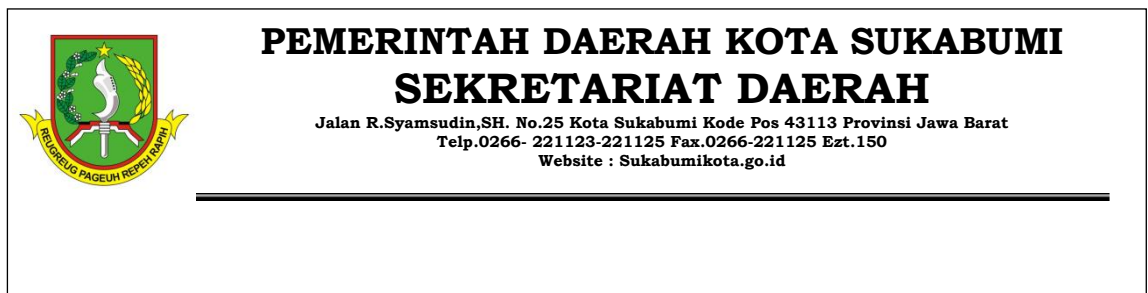 PEMERINTAH DAERAH KOTA SUKABUMI
SEKRETARIAT DAERAH
Jalan R.Syamsudin,SH. No.25 Kota Sukabumi Kode Pos 43113 Provinsi Jawa Barat
Telp.0266- 221123-221125 Fax.0266-221125 Ezt.150
Website : Sukabumikota.go.id
REUGREUG PAGEUH REPEH RAPIH